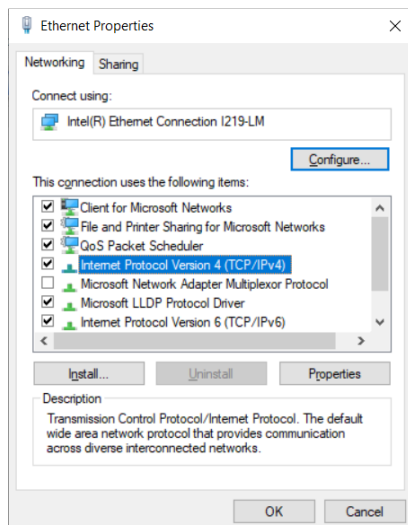 Ethernet Properties
Networking Sharing
Connect using:
Intel(R) Ethernet Connection I219-LM
Configure...
This connection uses the following items:
Client for Microsoft Networks
File and Printer Sharing for Microsoft Networks
QoS Packet Scheduler
Internet Protocol Version 4 (TCP/IPv4)
Microsoft Network Adapter Multiplexor Protocol
Microsoft LLDP Protocol Driver
Internet Protocol Version 6 (TCP/IPv6)
Install... Uninstall Properties
Description
Transmission Control Protocol/Internet Protocol. The default
wide area network protocol that provides communication
across diverse interconnected networks.
OK Cancel